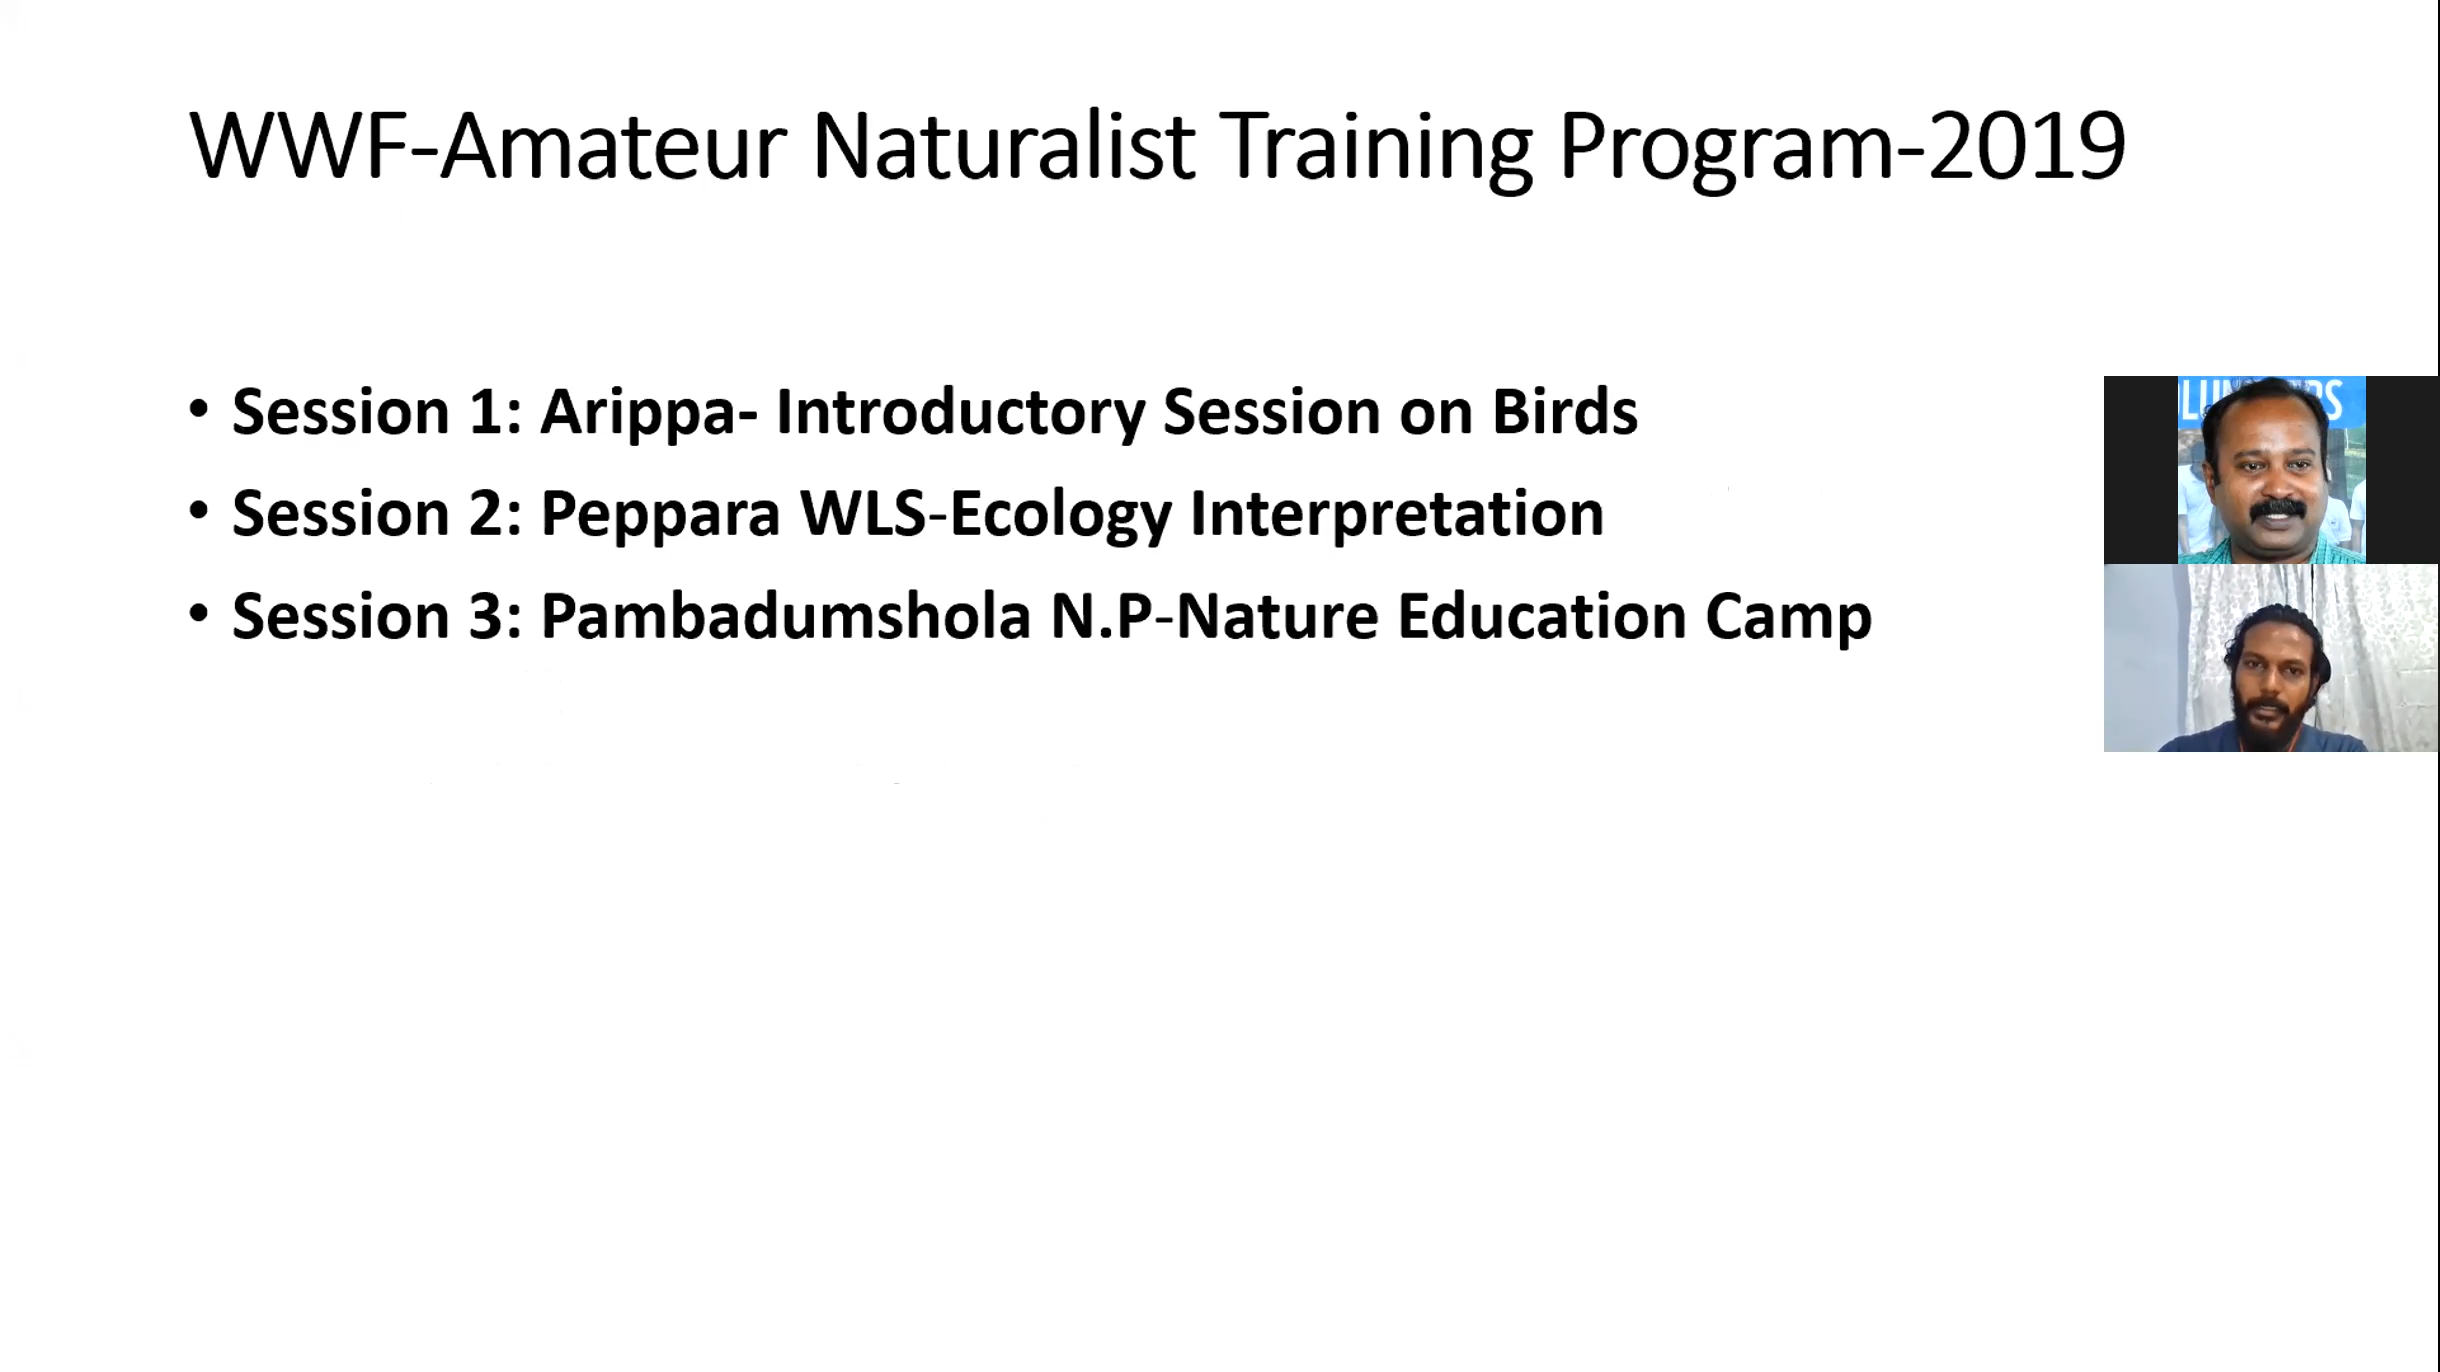 WWF-Amateur Naturalist Training Program-2019
• Session 1: Arippa- Introductory Session on Birds
• Session 2: Peppara WLS-Ecology Interpretation
• Session 3: Pambadumshola N.P-Nature Education Camp